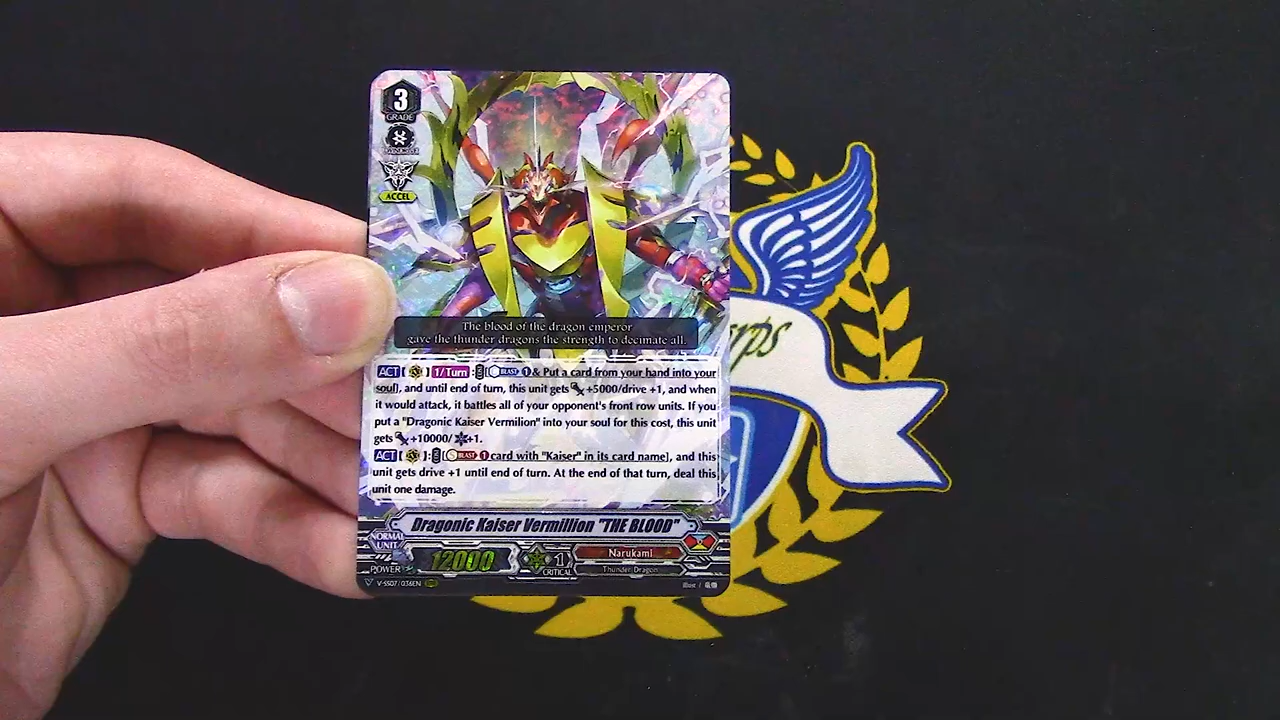 3
GRADE
ACCEL
The blood of the dragon emperor
gave the thunder dragons the strength to decimate all.
ACT [ ] 1/Turn :[ BLAST 1 & Put a card from your hand into your
soul], and until end of turn, this unit gets +5000/drive +1, and when
it would attack, it battles all of your opponent's front row units. If you
put a "Dragonic Kaiser Vermilion" into your soul for this cost, this unit
gets +10000/ +1.
ACT [ ]:[ S BLAST 1 card with "Kaiser" in its card name], and this
unit gets drive +1 until end of turn. At the end of that turn, deal this
unit one damage.
Dragonic Kaiser Vermillion "THE BLOOD"
NORMAL
UNIT
POWER
12000
1
CRITICAL
Narukami
Thunder Dragon
V-SS07/036EN RRR
Illust /
rps